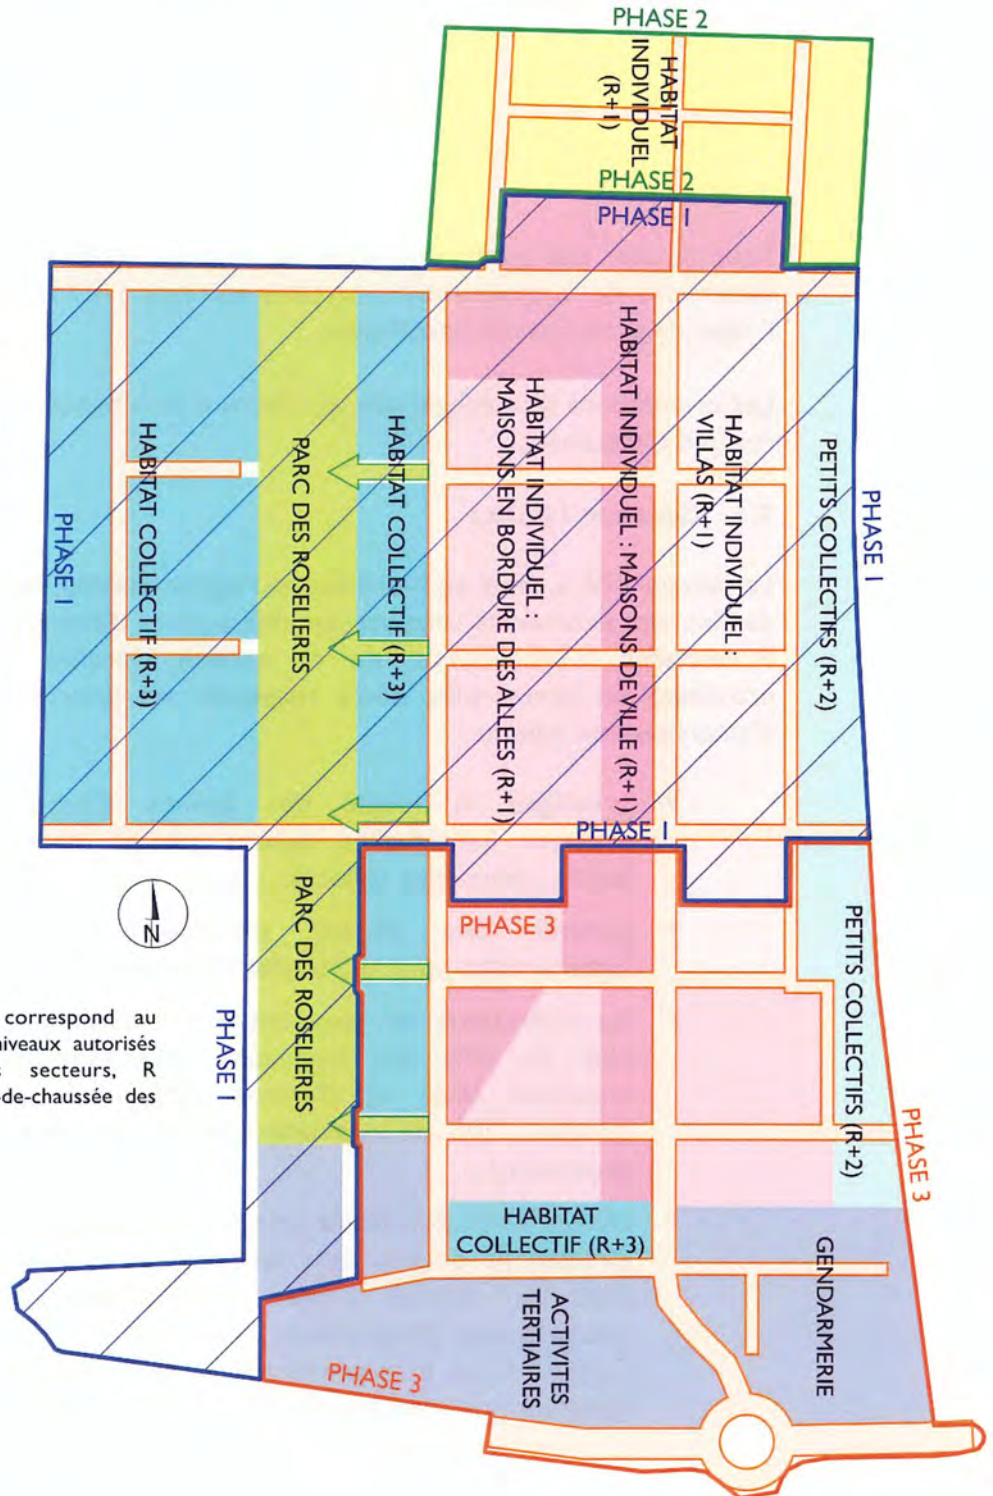 PHASE 2
HABITAT
INDIVIDUEL
(R+1)
PHASE 2
PHASE 1
PHASE 1
PETITS COLLECTIFS (R+2)
HABITAT INDIVIDUEL :
VILLAS (R+1)
HABITAT INDIVIDUEL : MAISONS DE VILLE (R+1)
HABITAT INDIVIDUEL :
MAISONS EN BORDURE DES ALLEES (R+1)
HABITAT COLLECTIF (R+3)
PARC DES ROSELIERES
HABITAT COLLECTIF (R+3)
PHASE 1
PHASE 1
PHASE 3
PETITS COLLECTIFS (R+2)
PHASE 3
PARC DES ROSELIERES
PHASE 1
N
correspond au
niveaux autorisés
secteurs, R
-de-chaussée des
HABITAT
COLLECTIF (R+3)
GENDARMERIE
ACTIVITES
TERTIAIRES
PHASE 3